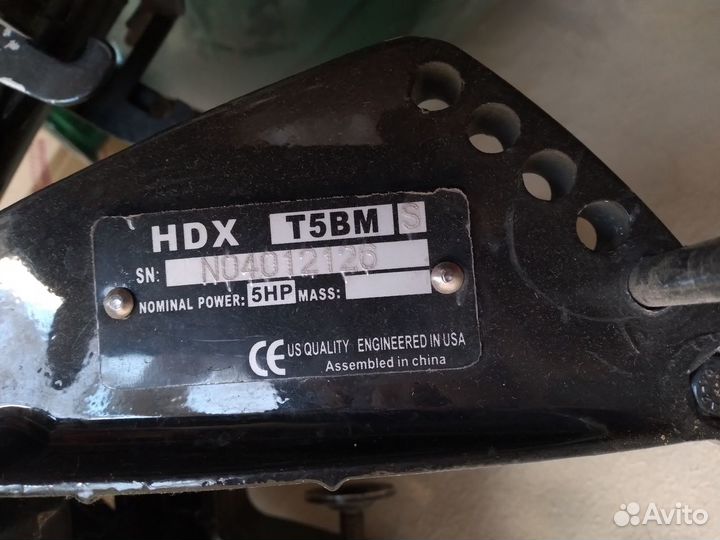 HDX T5BM S
SN: N04012126
NOMINAL POWER: 5HP MASS:
CE US QUALITY ENGINEERED IN USA
Assembled in china
Avito